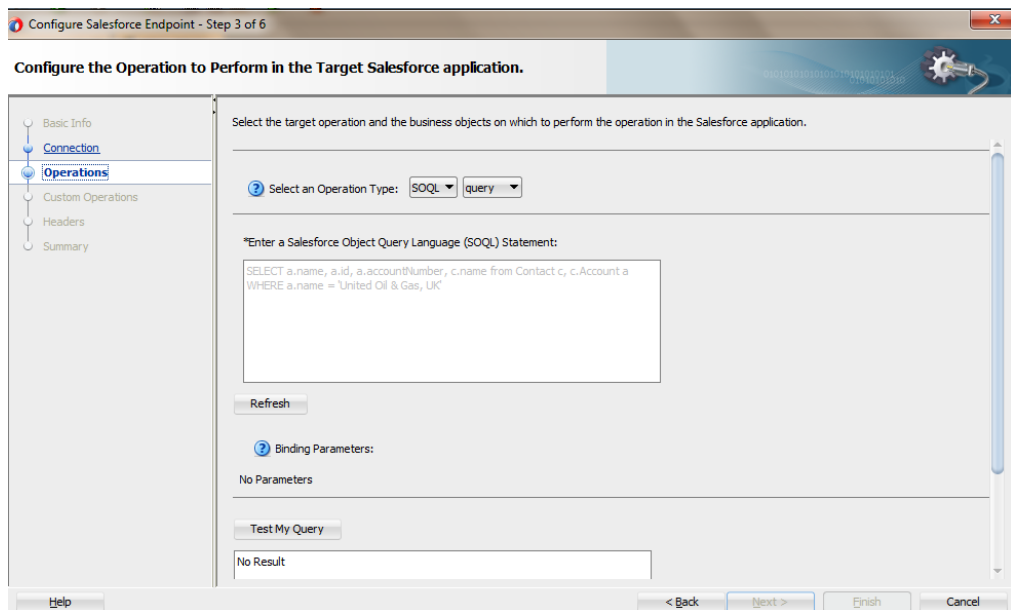 Configure Salesforce Endpoint - Step 3 of 6
Configure the Operation to Perform in the Target Salesforce application.
Basic Info
Connection
Operations
Custom Operations
Headers
Summary
Select the target operation and the business objects on which to perform the operation in the Salesforce application.
Select an Operation Type: SOQL query
*Enter a Salesforce Object Query Language (SOQL) Statement:
SELECT a.name, a.id, a.accountNumber, c.name from Contact c, c.Account a
WHERE a.name = 'United Oil & Gas, UK'
Refresh
Binding Parameters:
No Parameters
Test My Query
No Result
Help
< Back Next > Finish Cancel